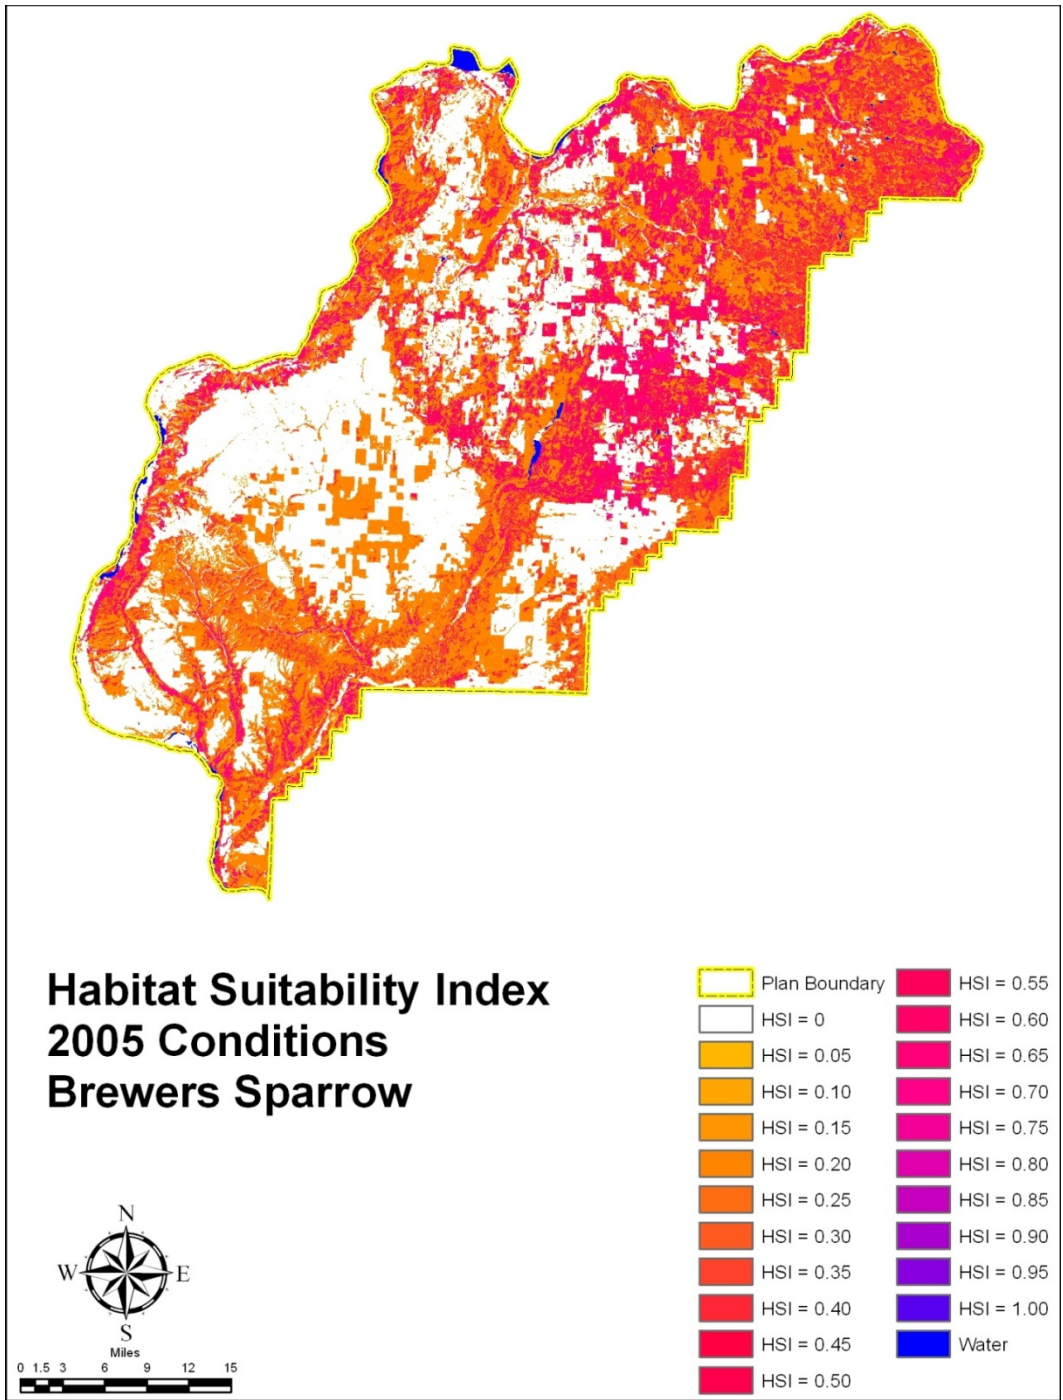 Habitat Suitability Index
2005 Conditions
Brewers Sparrow
N
W
E
S
Miles
0 1.5 3 6 9 12 15
Plan Boundary
HSI = 0
HSI = 0.05
HSI = 0.10
HSI = 0.15
HSI = 0.20
HSI = 0.25
HSI = 0.30
HSI = 0.35
HSI = 0.40
HSI = 0.45
HSI = 0.50
HSI = 0.55
HSI = 0.60
HSI = 0.65
HSI = 0.70
HSI = 0.75
HSI = 0.80
HSI = 0.85
HSI = 0.90
HSI = 0.95
HSI = 1.00
Water